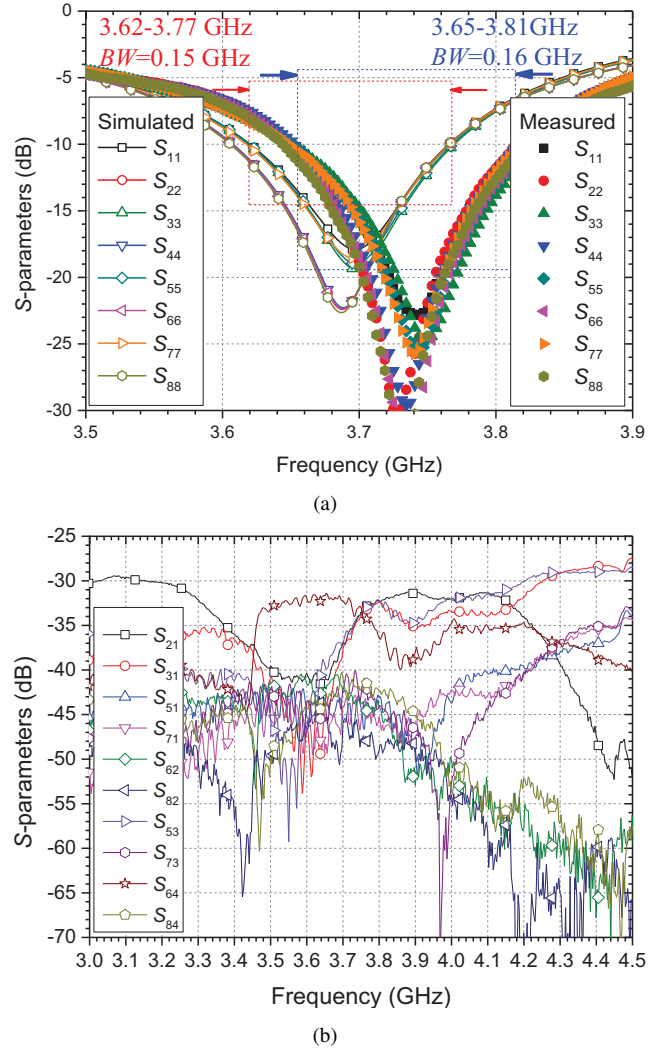 3.62-3.77 GHz
BW=0.15 GHz
3.65-3.81GHz
BW=0.16 GHz
S-parameters (dB)
0
-5
-10
-15
-20
-25
-30
Simulated
S11
S22
S33
S44
S55
S66
S77
S88
Measured
S11
S22
S33
S44
S55
S66
S77
S88
3.5 3.6 3.7 3.8 3.9
Frequency (GHz)
(a)
S-parameters (dB)
-25
-30
-35
-40
-45
-50
-55
-60
-65
-70
S21
S31
S51
S71
S62
S82
S53
S73
S64
S84
3.0 3.1 3.2 3.3 3.4 3.5 3.6 3.7 3.8 3.9 4.0 4.1 4.2 4.3 4.4 4.5
Frequency (GHz)
(b)